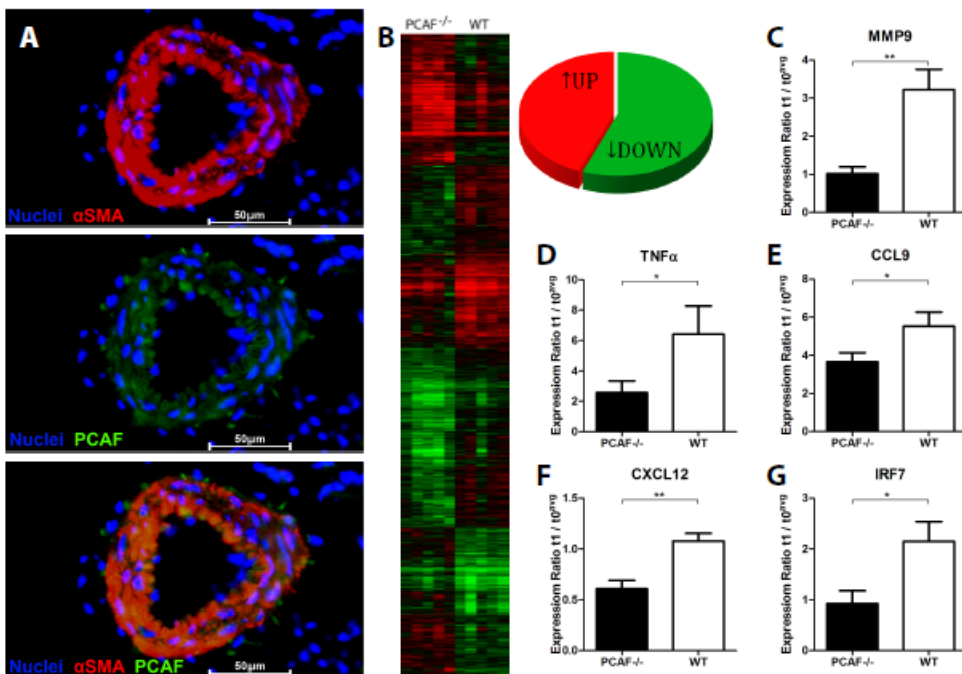 A
Nuclei αSMA
50µm
Nuclei PCAF
50µm
Nuclei αSMA PCAF
50µm
B
PCAF-/- WT
↑UP
↓DOWN
C
MMP9
Expressiom Ratio t1 / t0avg
4
3
2
1
0
**
PCAF-/- WT
D
TNFα
Expressiom Ratio t1 / t0avg
10
8
6
4
2
0
*
PCAF-/- WT
E
CCL9
Expressiom Ratio t1 / t0avg
8
6
4
2
0
*
PCAF-/- WT
F
CXCL12
Expressiom Ratio t1 / t0avg
1.5
1.0
0.5
0.0
**
PCAF-/- WT
G
IRF7
Expressiom Ratio t1 / t0avg
3
2
1
0
*
PCAF-/- WT